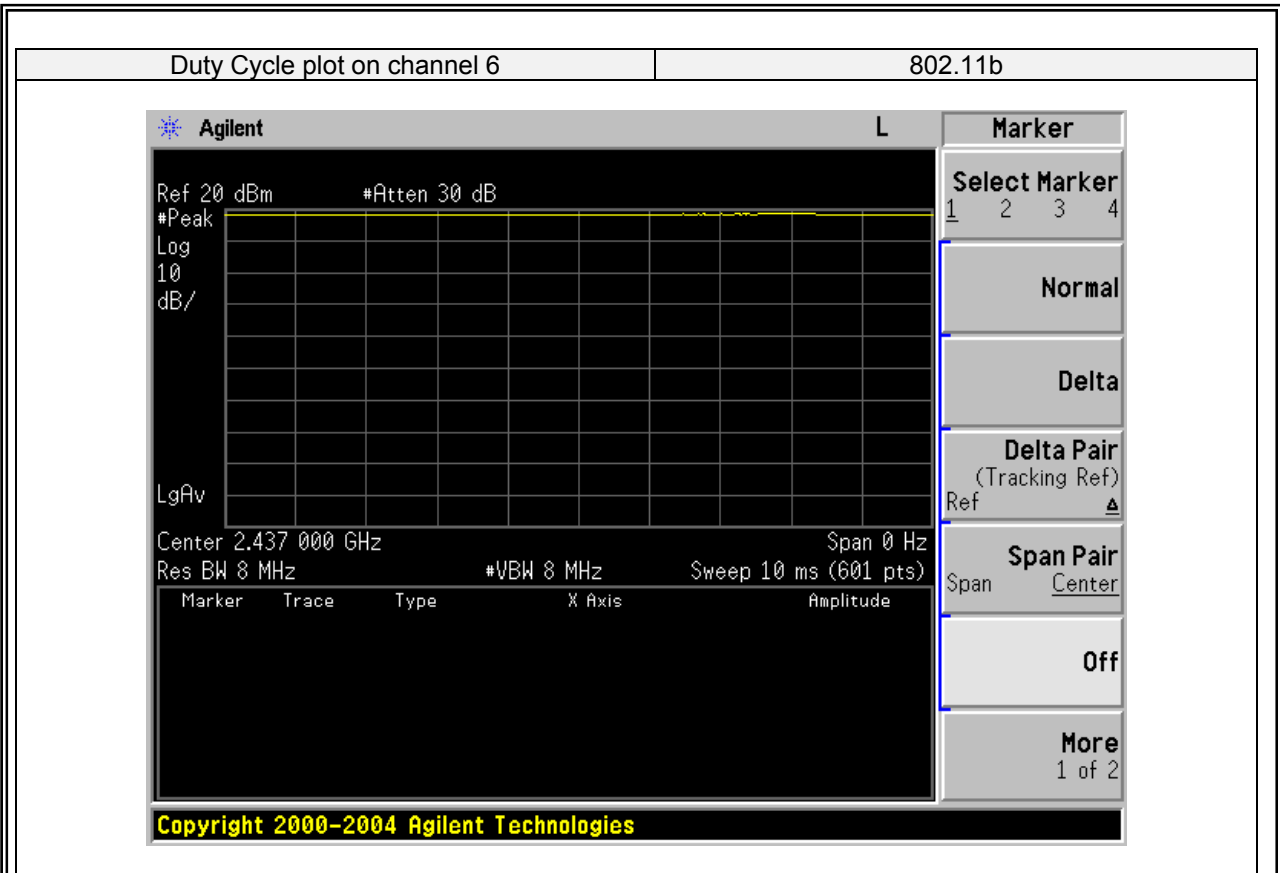 Duty Cycle plot on channel 6 802.11b
Agilent L Marker
Ref 20 dBm #Atten 30 dB
#Peak
Log
10
dB/
LgAv
Center 2.437 000 GHz Span 0 Hz
Res BW 8 MHz #VBW 8 MHz Sweep 10 ms (601 pts)
Marker Trace Type X Axis Amplitude
Select Marker
1 2 3 4
Normal
Delta
Delta Pair
(Tracking Ref)
Ref Δ
Span Pair
Span Center
Off
More
1 of 2
Copyright 2000-2004 Agilent Technologies